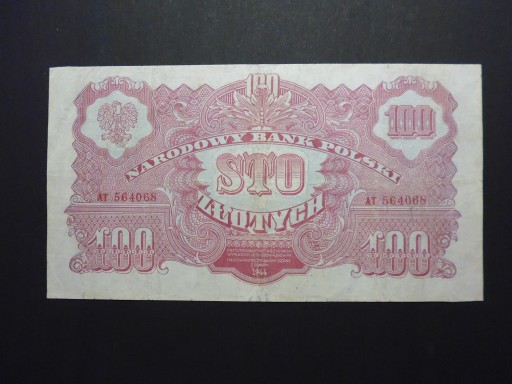 100
100
NARODOWY BANK POLSKI
STO
AT 564068
AT 564068
ZŁOTYCH
100
100
1944